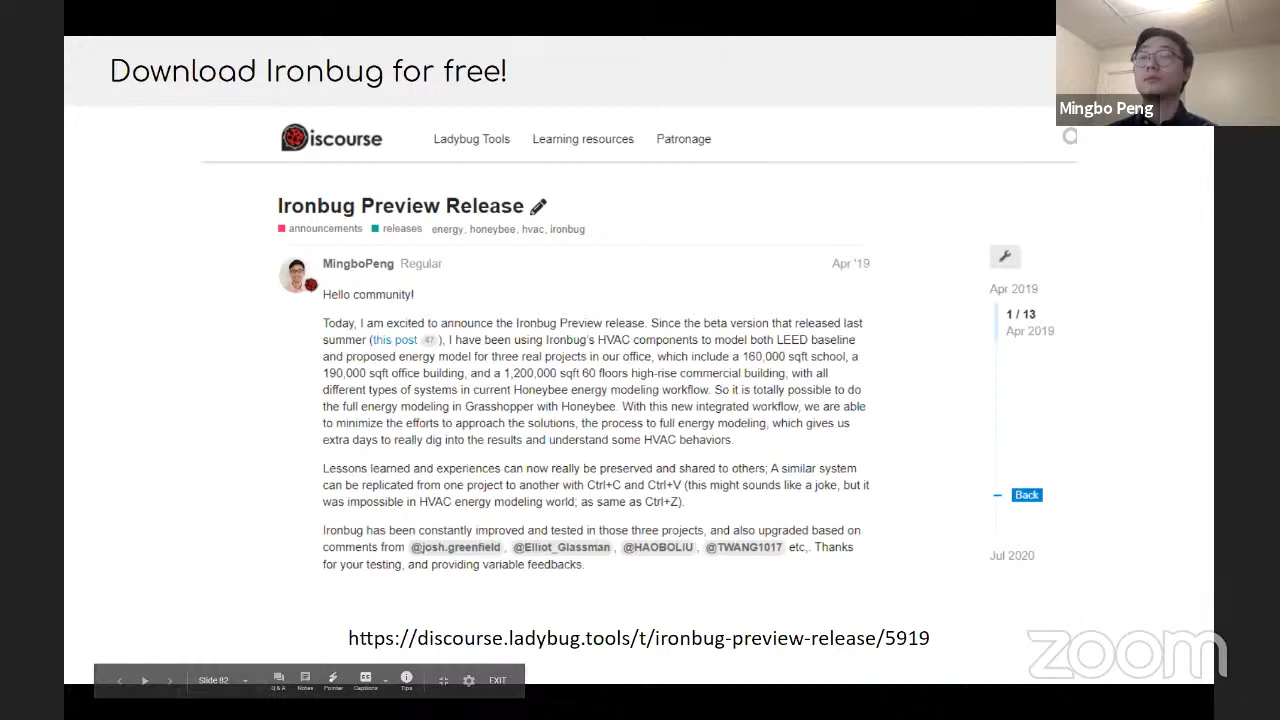 Download Ironbug for free!
Mingbo Peng
iscourse
Ladybug Tools Learning resources Patronage
Ironbug Preview Release
announcements releases energy, honeybee, hvac, ironbug
MingboPeng Regular Apr '19
Hello community!
Today, I am excited to announce the Ironbug Preview release. Since the beta version that released last
summer (this post 47 ), I have been using Ironbug's HVAC components to model both LEED baseline
and proposed energy model for three real projects in our office, which include a 160,000 sqft school, a
190,000 sqft office building, and a 1,200,000 sqft 60 floors high-rise commercial building, with all
different types of systems in current Honeybee energy modeling workflow. So it is totally possible to do
the full energy modeling in Grasshopper with Honeybee. With this new integrated workflow, we are able
to minimize the efforts to approach the solutions, the process to full energy modeling, which gives us
extra days to really dig into the results and understand some HVAC behaviors.
Lessons learned and experiences can now really be preserved and shared to others; A similar system
can be replicated from one project to another with Ctrl+C and Ctrl+V (this might sounds like a joke, but it
was impossible in HVAC energy modeling world; as same as Ctrl+Z).
Ironbug has been constantly improved and tested in those three projects, and also upgraded based on
comments from @josh.greenfield , @Elliot_Glassman , @HAOBOLIU , @TWANG1017 etc,. Thanks
for your testing, and providing variable feedbacks.
Apr 2019
1 / 13
Apr 2019
Back
Jul 2020
https://discourse.ladybug.tools/t/ironbug-preview-release/5919
zoom
Slide 82 Q & A Notes Pointer Captions Tips EXIT